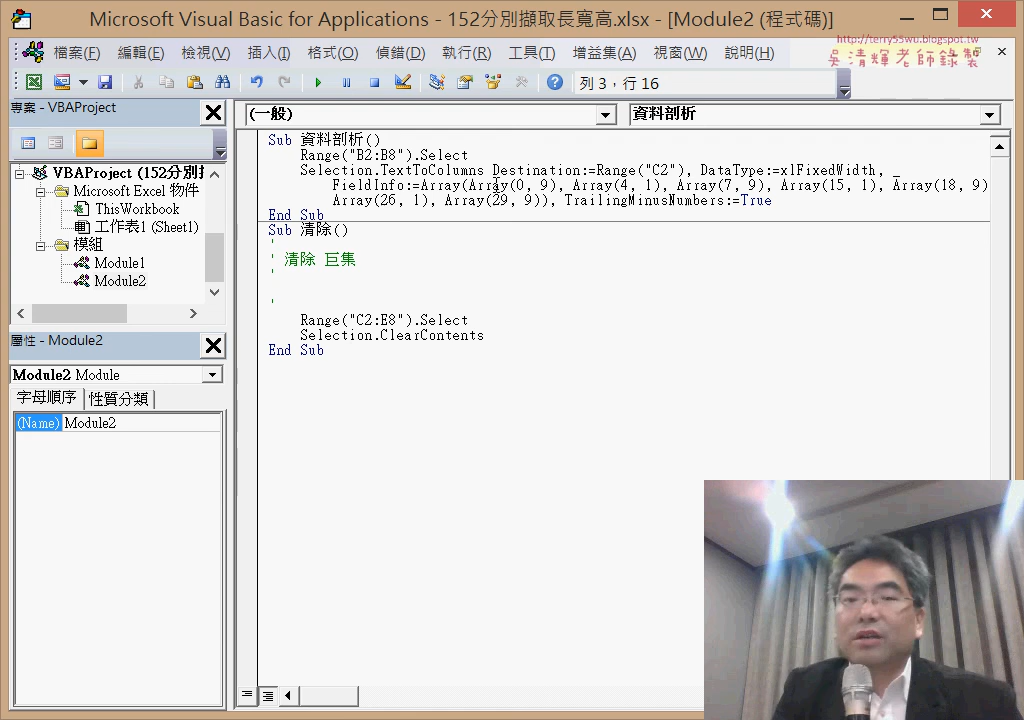 Microsoft Visual Basic for Applications - 152分別擷取長寬高.xlsx - [Module2 (程式碼)]
http://terry55wu.blogspot.tw
吳清輝老師錄製
檔案(F) 編輯(E) 檢視(V) 插入(I) 格式(O) 偵錯(D) 執行(R) 工具(T) 增益集(A) 視窗(W) 說明(H)
列 3，行 16
專案 - VBAProject
(一般)
資料剖析
VBAProject (152分別
Microsoft Excel 物件
ThisWorkbook
工作表1 (Sheet1)
模組
Module1
Module2
屬性 - Module2
Module2 Module
字母順序 性質分類
(Name) Module2
Sub 資料剖析()
Range("B2:B8").Select
Selection.TextToColumns Destination:=Range("C2"), DataType:=xlFixedWidth, _
FieldInfo:=Array(Array(0, 9), Array(4, 1), Array(7, 9), Array(15, 1), Array(18, 9)
Array(26, 1), Array(29, 9)), TrailingMinusNumbers:=True
End Sub
Sub 清除()
'
' 清除 巨集
'
'
Range("C2:E8").Select
Selection.ClearContents
End Sub